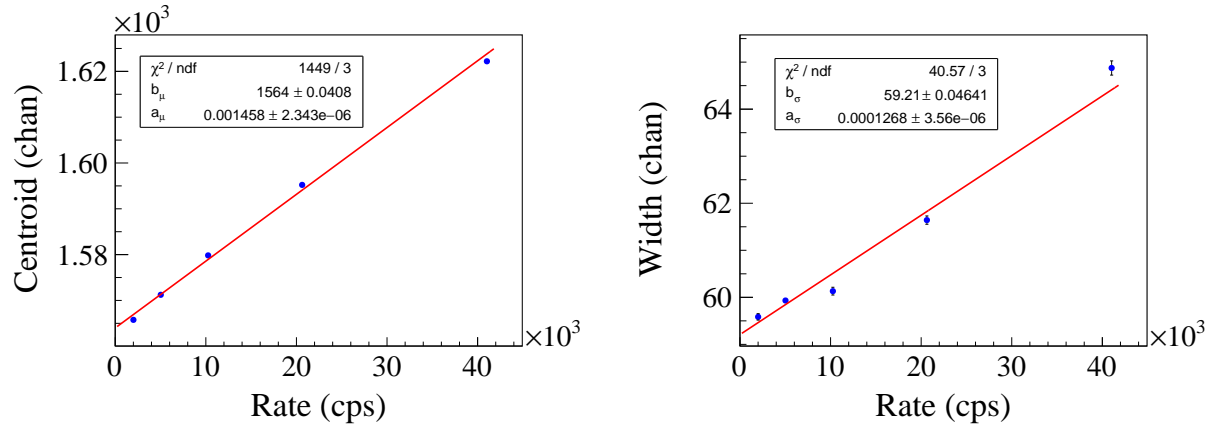 ×10³
Centroid (chan)
1.62
1.60
1.58
χ² / ndf 1449 / 3
b_μ 1564 ± 0.0408
a_μ 0.001458 ± 2.343e−06
0 10 20 30 40
×10³
Rate (cps)
Width (chan)
64
62
60
χ² / ndf 40.57 / 3
b_σ 59.21 ± 0.04641
a_σ 0.0001268 ± 3.56e−06
0 10 20 30 40
×10³
Rate (cps)